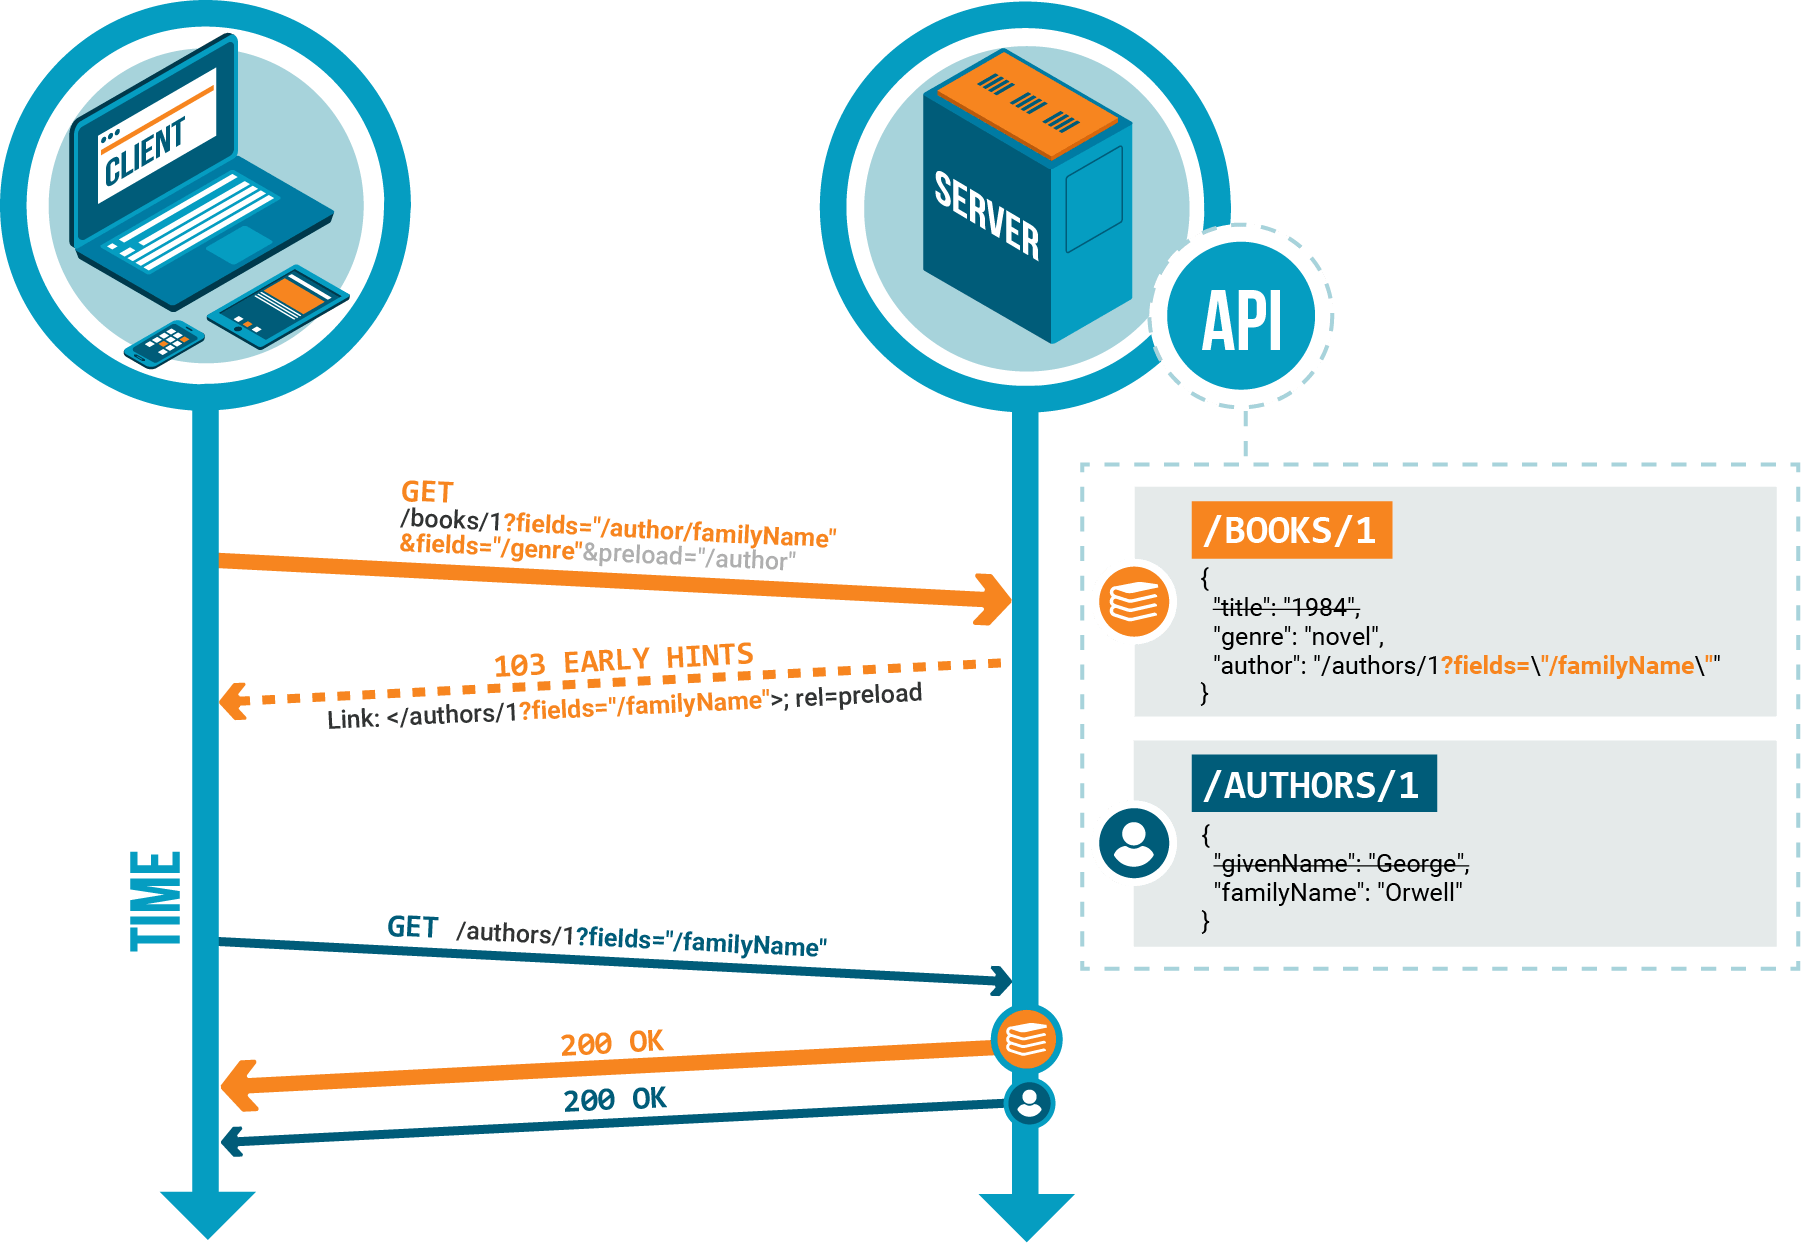 CLIENT
SERVER
API
GET
/books/1?fields="/author/familyName"
&fields="/genre"&preload="/author"
103 EARLY HINTS
Link: </authors/1?fields="/familyName">; rel=preload
TIME
GET /authors/1?fields="/familyName"
200 OK
200 OK
/BOOKS/1
{
"title": "1984",
"genre": "novel",
"author": "/authors/1?fields=\"/familyName\""
}
/AUTHORS/1
{
"givenName": "George",
"familyName": "Orwell"
}